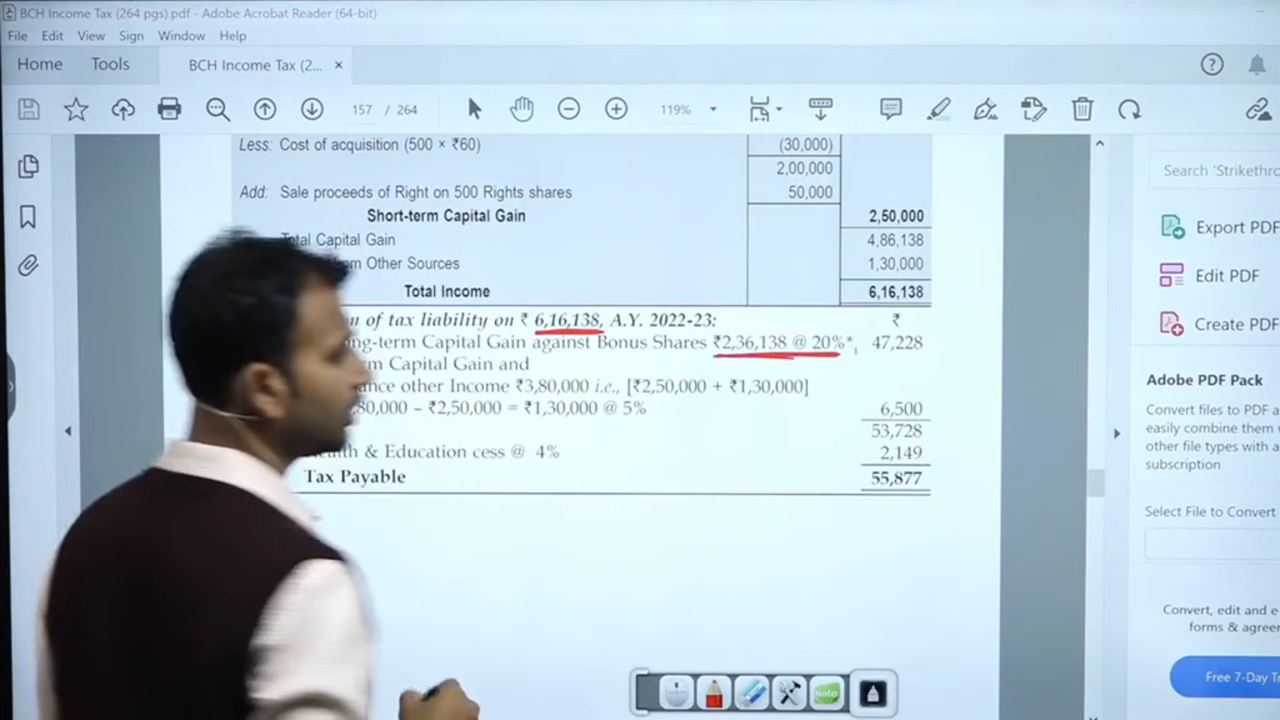 BCH Income Tax (264 pgs).pdf - Adobe Acrobat Reader (64-bit)
File Edit View Sign Window Help
Home Tools BCH Income Tax (2... ×
157 / 264 119%
Less: Cost of acquisition (500 × ₹60) (30,000)
2,00,000
Add: Sale proceeds of Right on 500 Rights shares 50,000
Short-term Capital Gain 2,50,000
Capital Gain 4,86,138
Other Sources 1,30,000
Total Income 6,16,138
of tax liability on ₹ 6,16,138, A.Y. 2022-23: ₹
Capital Gain against Bonus Shares ₹2,36,138 @ 20%* 47,228
Capital Gain and
other Income ₹3,80,000 i.e., [₹2,50,000 + ₹1,30,000]
– ₹2,50,000 = ₹1,30,000 @ 5% 6,500
53,728
& Education cess @ 4% 2,149
Tax Payable 55,877
Search 'Strikethro
Export PDF
Edit PDF
Create PDF
Adobe PDF Pack
Convert files to PDF a
easily combine them
other file types with a
subscription
Select File to Convert
Convert, edit and e
forms & agree
Free 7-Day
Note